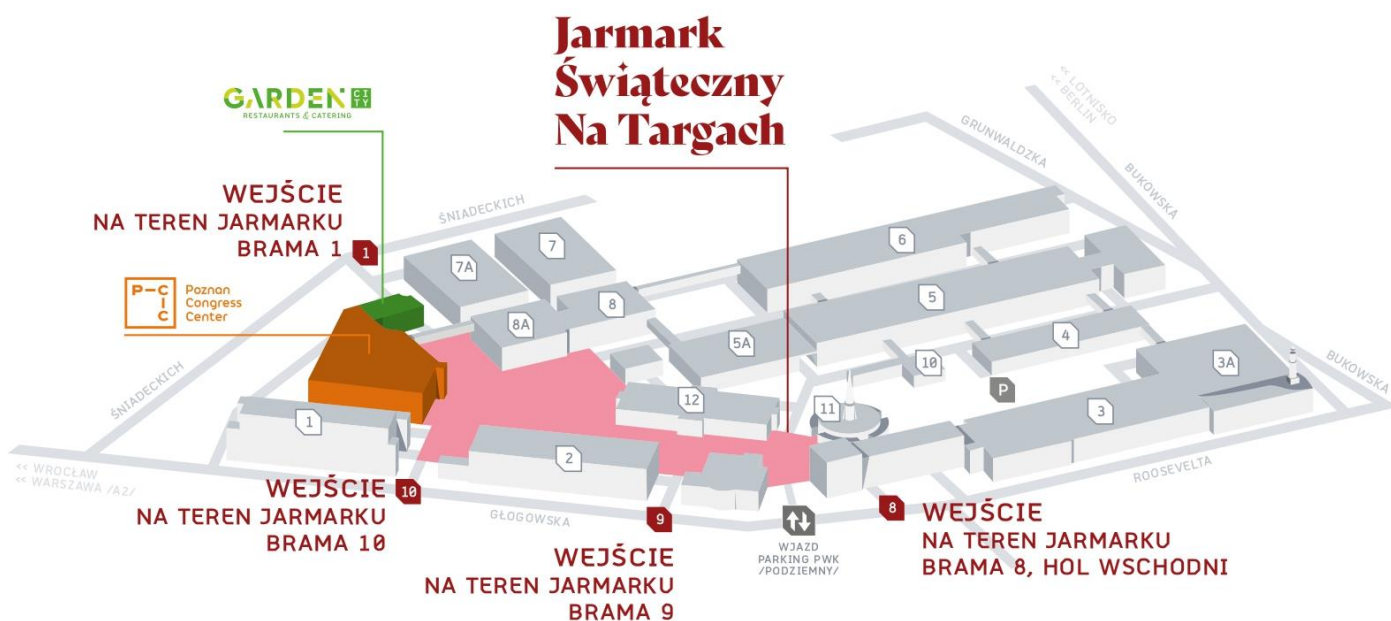 Jarmark
Świąteczny
Na Targach
GARDEN CITY
RESTAURANTS & CATERING
WEJŚCIE
NA TEREN JARMARKU
BRAMA 1
1
P-C
I
C
Poznan
Congress
Center
ŚNIADECKICH
ŚNIADECKICH
<< LOTNISKO
<< BERLIN
GRUNWALDZKA
BUKOWSKA
BUKOWSKA
7
7A
6
8
8A
5
5A
4
10
P
3A
3
11
12
1
2
<< WROCŁAW
<< WARSZAWA /A2/
GŁOGOWSKA
ROOSEVELTA
10
WEJŚCIE
NA TEREN JARMARKU
BRAMA 10
9
WEJŚCIE
NA TEREN JARMARKU
BRAMA 9
WJAZD
PARKING PWK
/PODZIEMNY/
8
WEJŚCIE
NA TEREN JARMARKU
BRAMA 8, HOL WSCHODNI